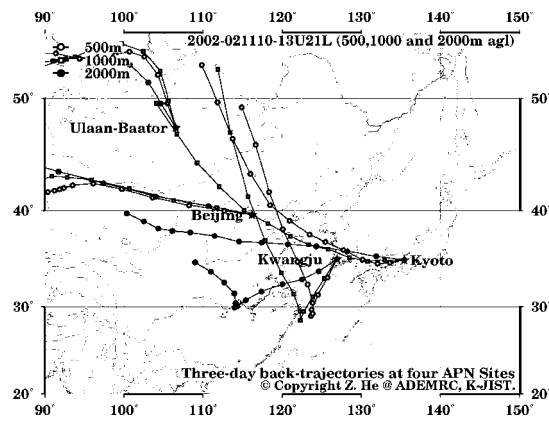 90° 100° 110° 120° 130° 140° 150°
500m 2002-021110-13U21L (500,1000 and 2000m agl)
1000m
2000m
50° 50°
Ulaan-Baator
40° 40°
Beijing
Kwangju Kyoto
30° 30°
Three-day back-trajectories at four APN Sites
© Copyright Z. He @ ADEMRC, K-JIST.
20° 20°
90° 100° 110° 120° 130° 140° 150°